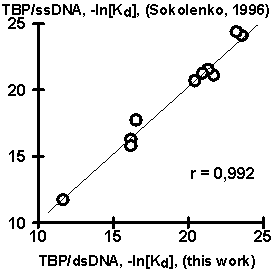 TBP/ssDNA, -ln[Kd], (Sokolenko, 1996)
25
20
15
10
r = 0,992
10 15 20 25
TBP/dsDNA, -ln[Kd], (this work)